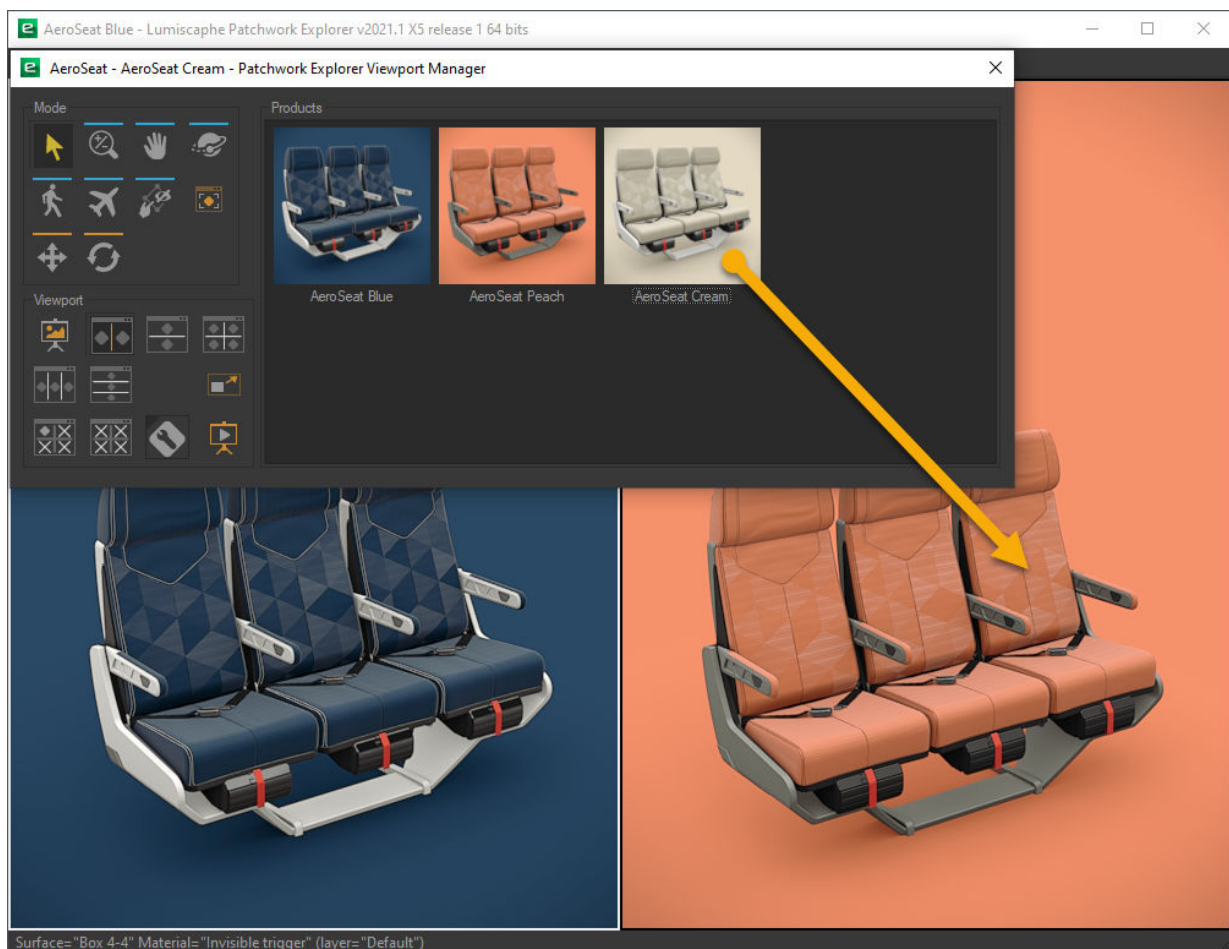 AeroSeat Blue - Lumiscaphe Patchwork Explorer v2021.1 X5 release 1 64 bits
AeroSeat - AeroSeat Cream - Patchwork Explorer Viewport Manager
Mode
Products
AeroSeat Blue
AeroSeat Peach
AeroSeat Cream
Viewport
Surface="Box 4-4" Material="Invisible trigger" (layer="Default")